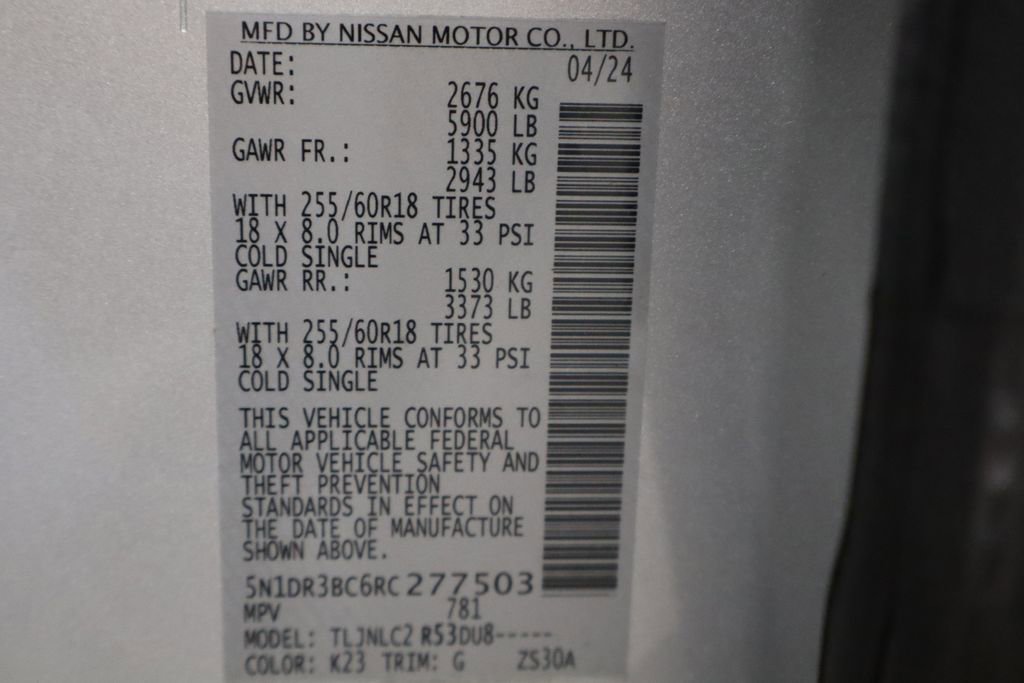 MFD BY NISSAN MOTOR CO., LTD.
DATE: 04/24
GVWR: 2676 KG
5900 LB
GAWR FR.: 1335 KG
2943 LB
WITH 255/60R18 TIRES
18 X 8.0 RIMS AT 33 PSI
COLD SINGLE
GAWR RR.: 1530 KG
3373 LB
WITH 255/60R18 TIRES
18 X 8.0 RIMS AT 33 PSI
COLD SINGLE
THIS VEHICLE CONFORMS TO
ALL APPLICABLE FEDERAL
MOTOR VEHICLE SAFETY AND
THEFT PREVENTION
STANDARDS IN EFFECT ON
THE DATE OF MANUFACTURE
SHOWN ABOVE.
5N1DR3BC6RC277503
MPV 781
MODEL: TLJNLC2 R53DU8-----
COLOR: K23 TRIM: G ZS30A